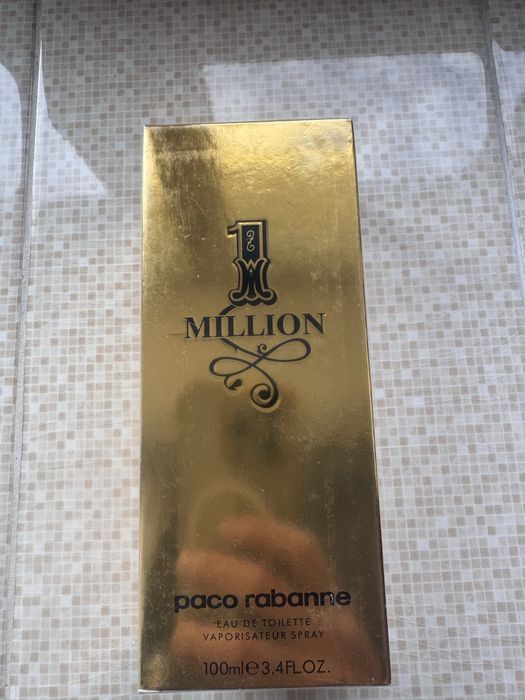 1
MILLION
paco rabanne
EAU DE TOILETTE
VAPORISATEUR SPRAY
100ml℮3.4FL.OZ.